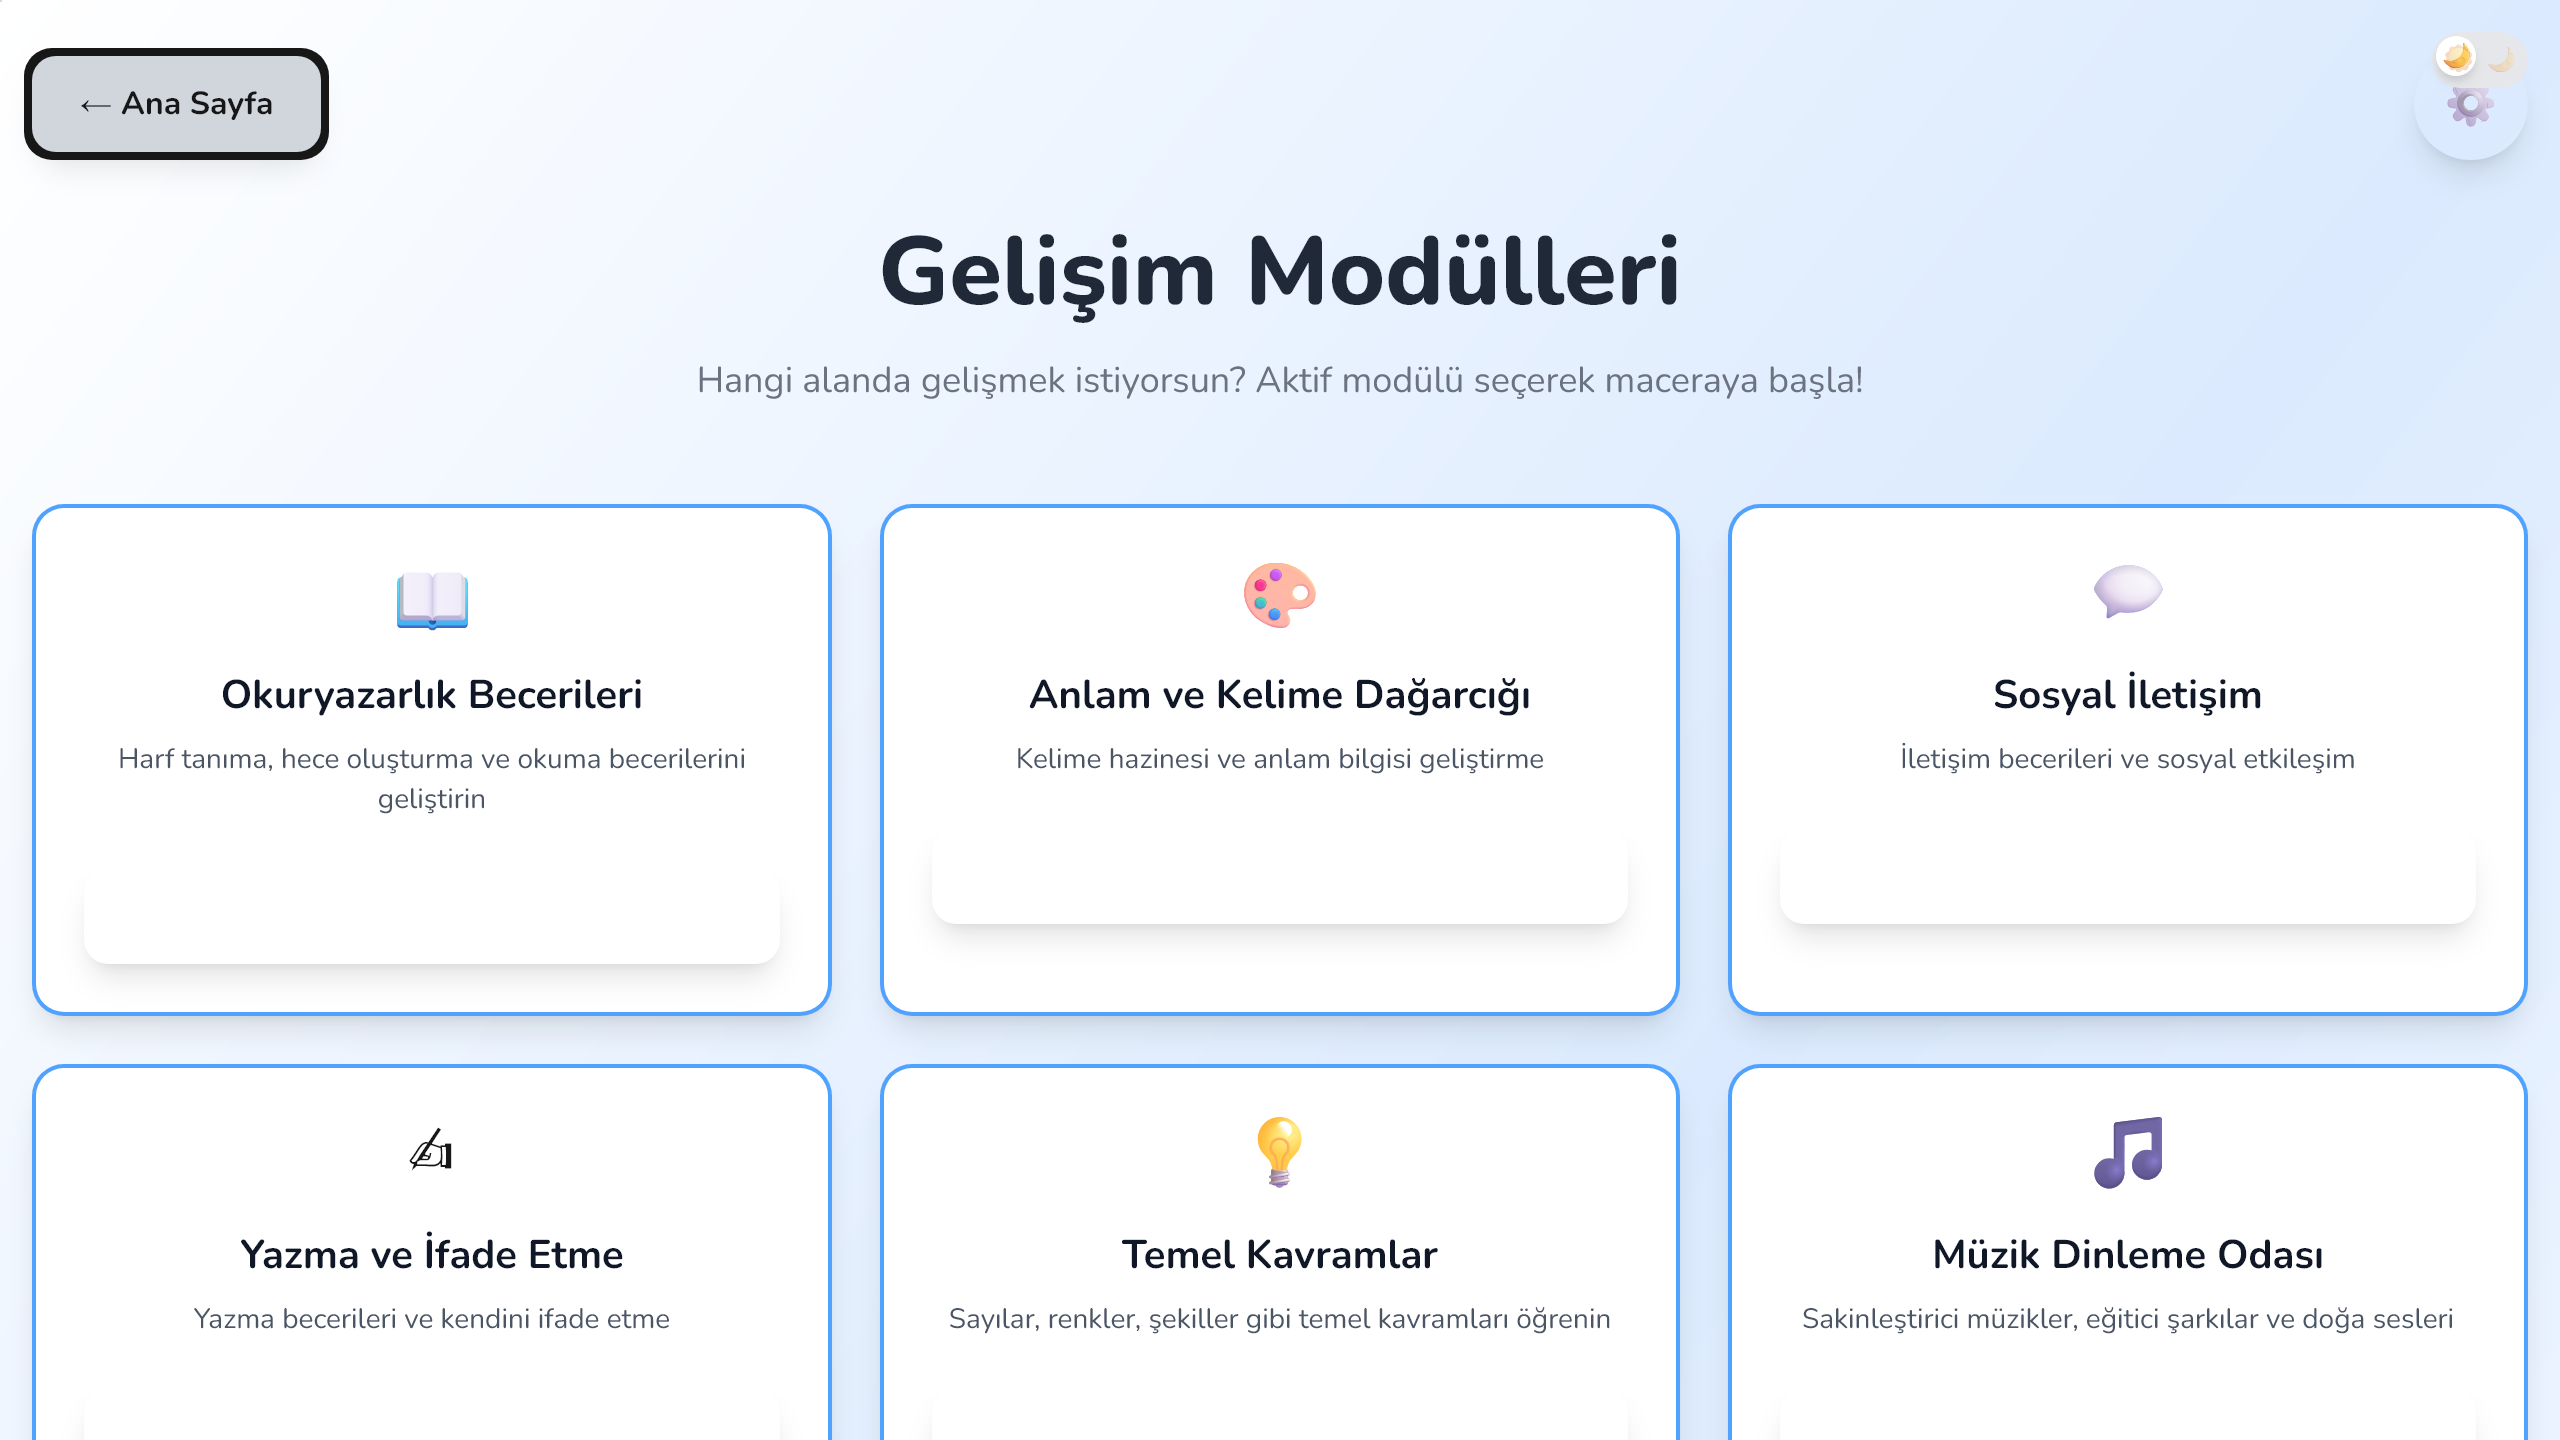 ← Ana Sayfa
Gelişim Modülleri
Hangi alanda gelişmek istiyorsun? Aktif modülü seçerek maceraya başla!
Okuryazarlık Becerileri
Harf tanıma, hece oluşturma ve okuma becerilerini
geliştirin
Anlam ve Kelime Dağarcığı
Kelime hazinesi ve anlam bilgisi geliştirme
Sosyal İletişim
İletişim becerileri ve sosyal etkileşim
Yazma ve İfade Etme
Yazma becerileri ve kendini ifade etme
Temel Kavramlar
Sayılar, renkler, şekiller gibi temel kavramları öğrenin
Müzik Dinleme Odası
Sakinleştirici müzikler, eğitici şarkılar ve doğa sesleri